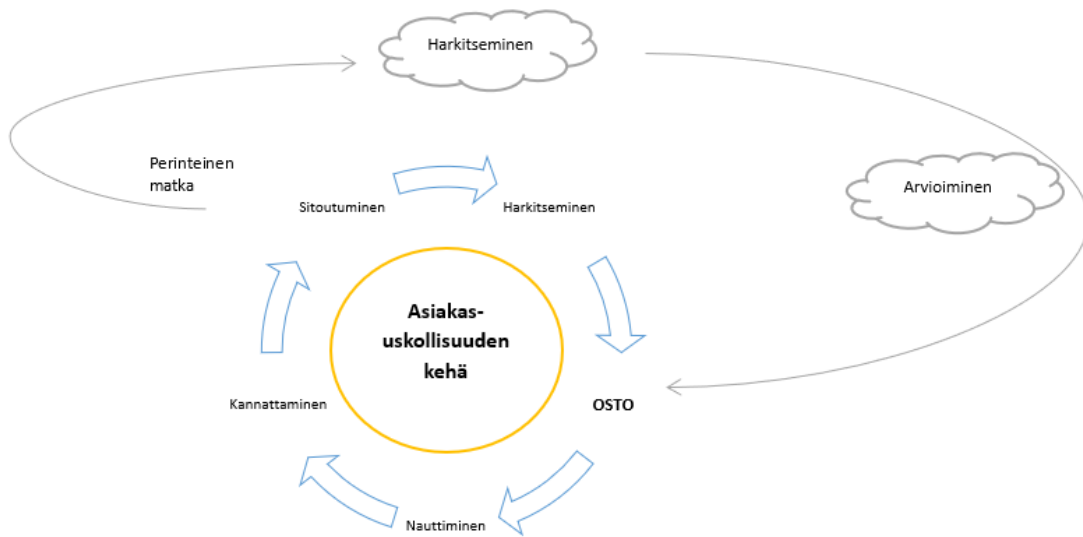 Harkitseminen
Perinteinen
matka
Arvioiminen
Sitoutuminen
Harkitseminen
Asiakas-
uskollisuuden
kehä
Kannattaminen
OSTO
Nauttiminen